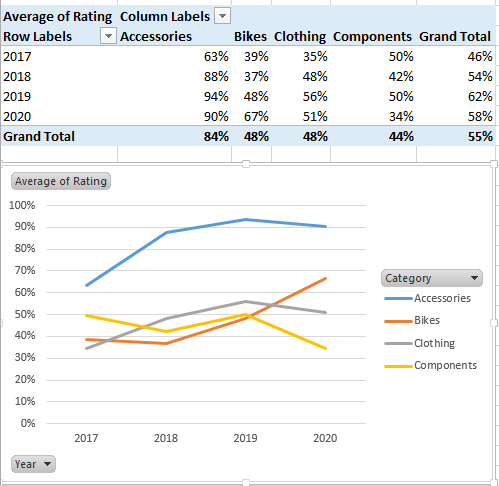 Average of Rating Column Labels
Row Labels Accessories Bikes Clothing Components Grand Total
2017 63% 39% 35% 50% 46%
2018 88% 37% 48% 42% 54%
2019 94% 48% 56% 50% 62%
2020 90% 67% 51% 34% 58%
Grand Total 84% 48% 48% 44% 55%
Average of Rating
100%
90%
80%
70%
60%
50%
40%
30%
20%
10%
0%
2017 2018 2019 2020
Category
Accessories
Bikes
Clothing
Components
Year